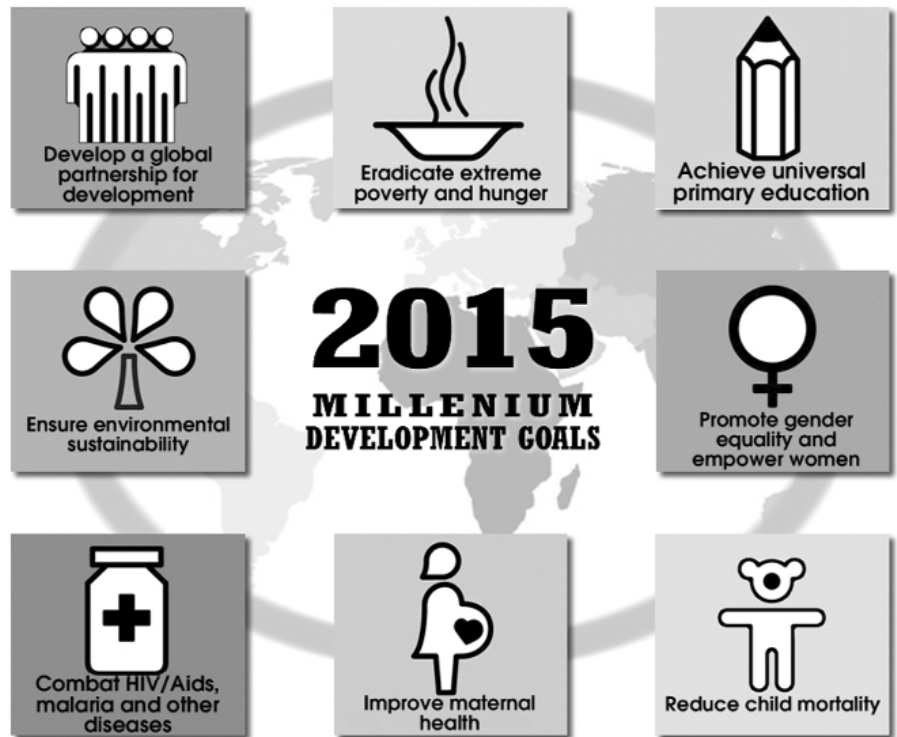 Develop a global
partnership for
development
Eradicate extreme
poverty and hunger
Achieve universal
primary education
Ensure environmental
sustainability
2015
MILLENIUM
DEVELOPMENT GOALS
Promote gender
equality and
empower women
Combat HIV/Aids,
malaria and other
diseases
Improve maternal
health
Reduce child mortality